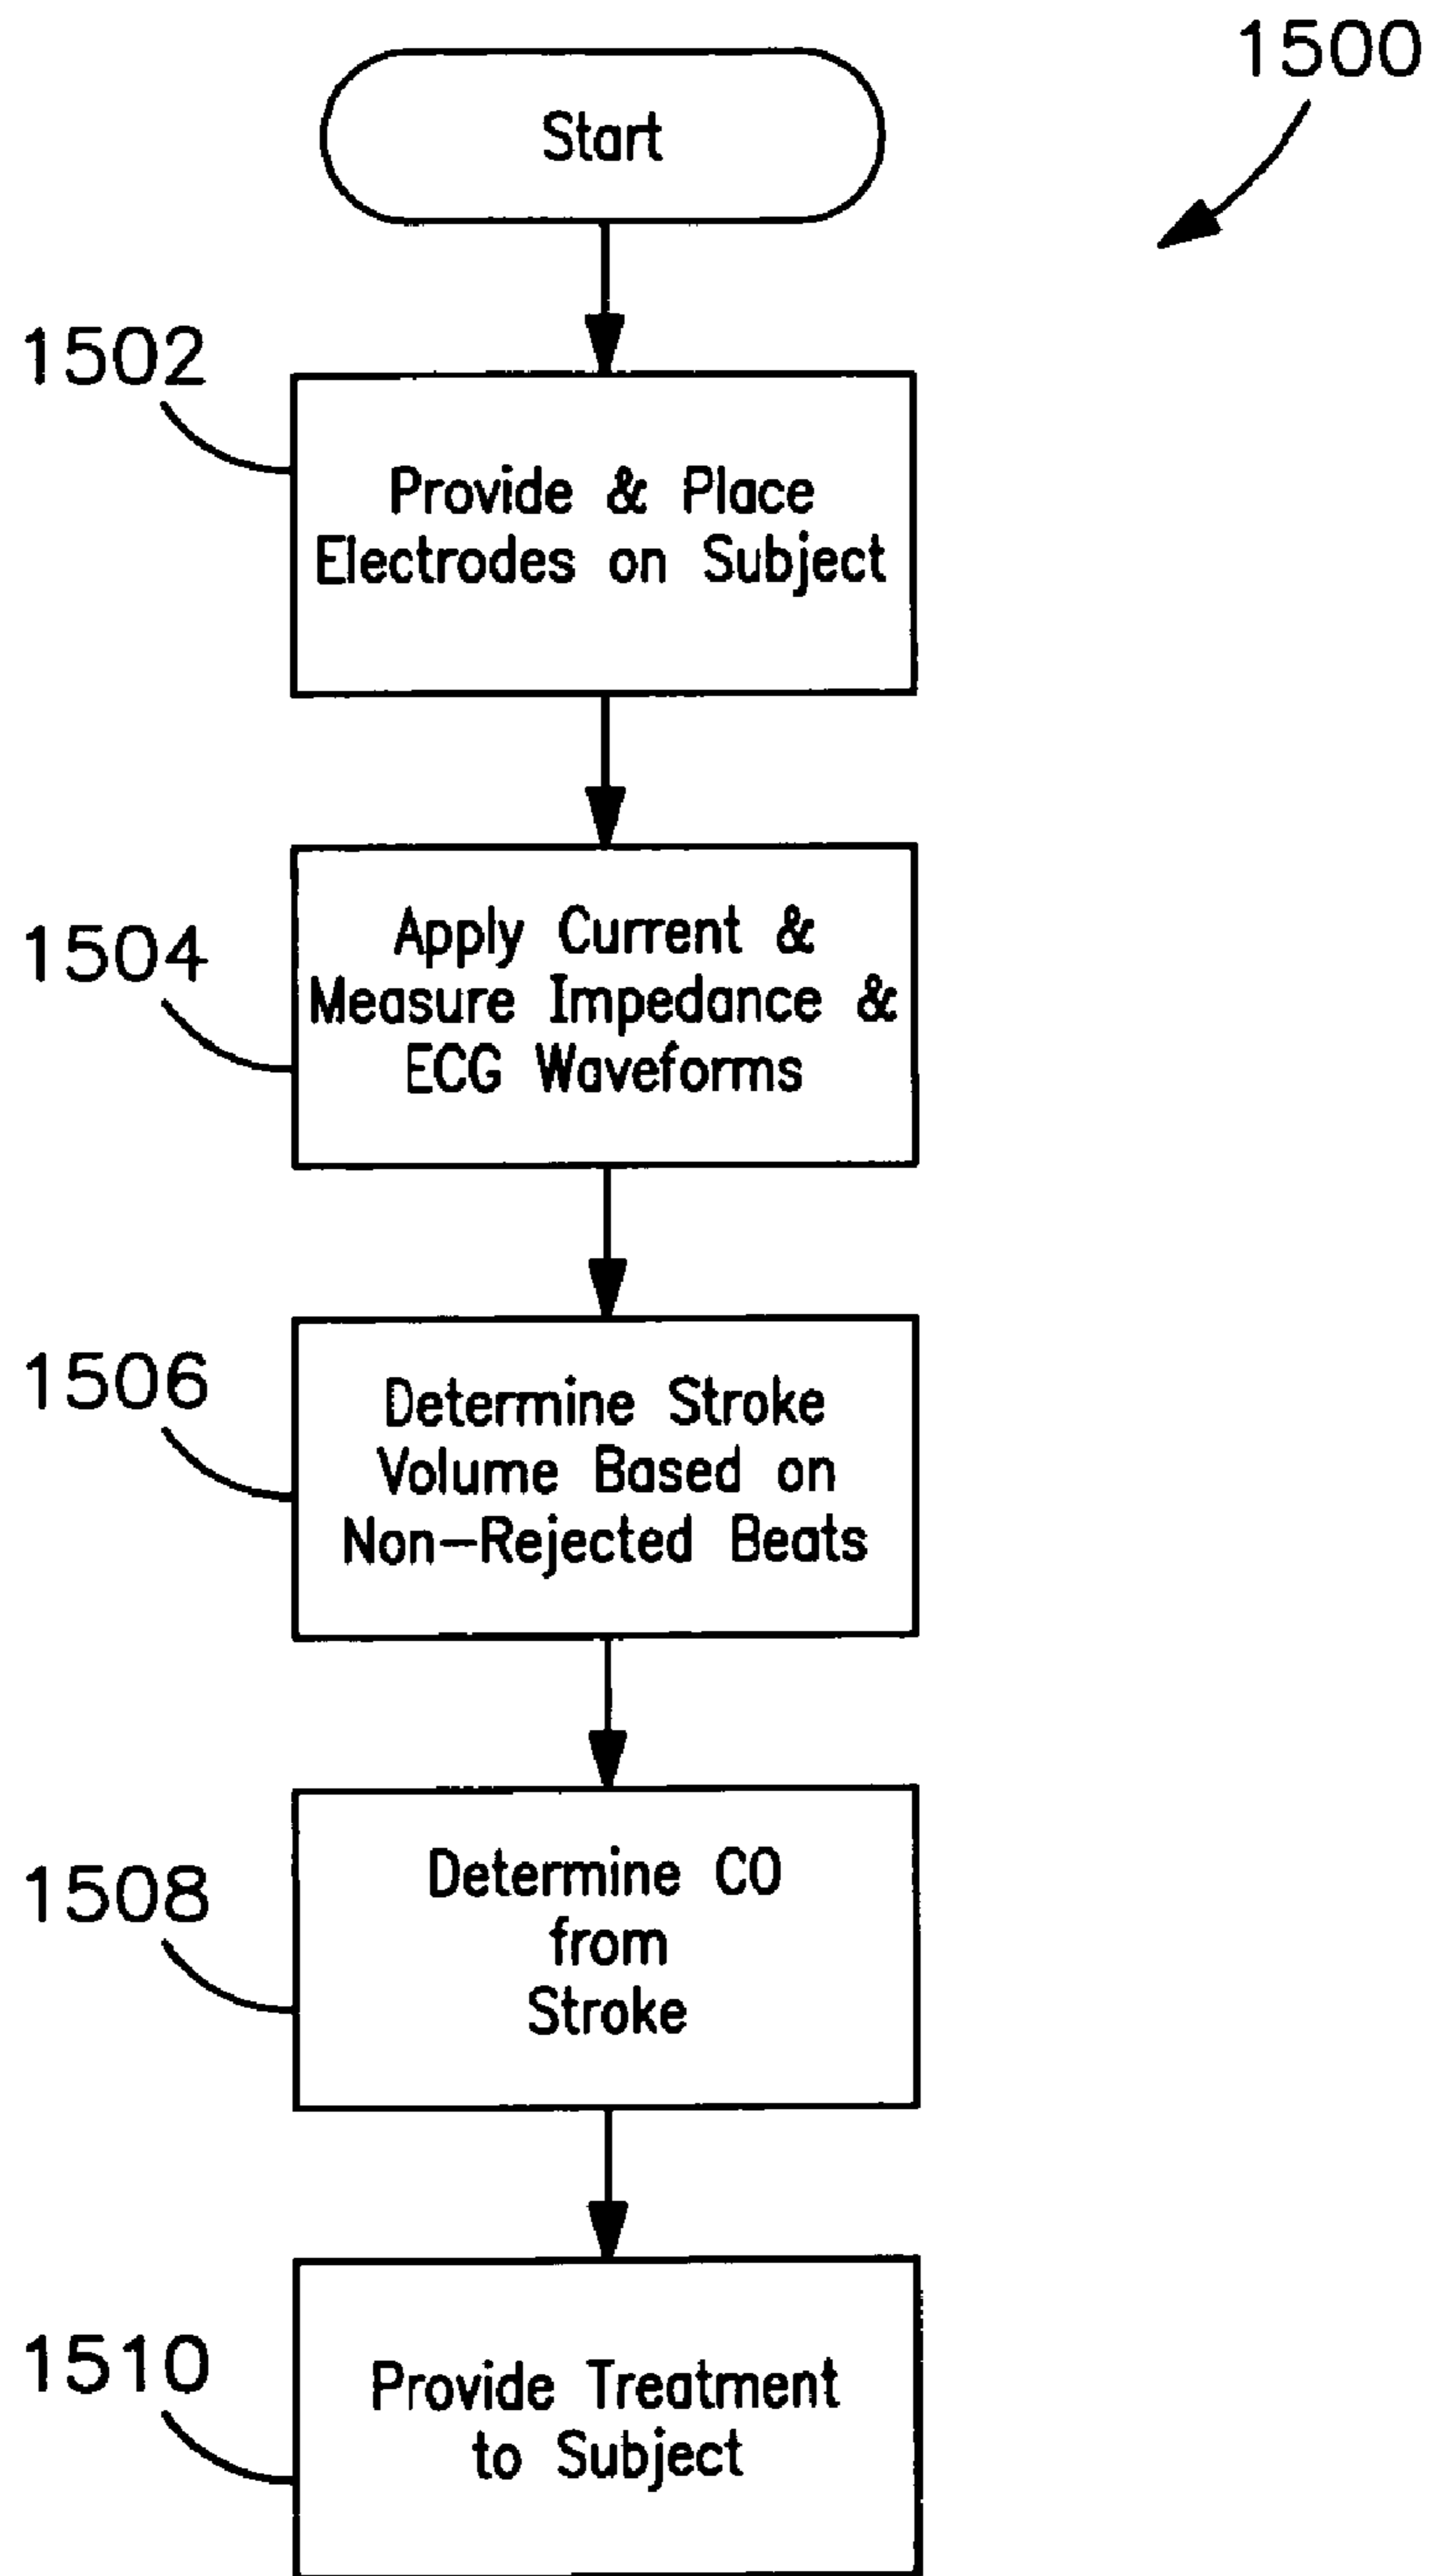 1500
Start
1502
Provide & Place
Electrodes on Subject
1504
Apply Current &
Measure Impedance &
ECG Waveforms
1506
Determine Stroke
Volume Based on
Non-Rejected Beats
1508
Determine CO
from
Stroke
1510
Provide Treatment
to Subject